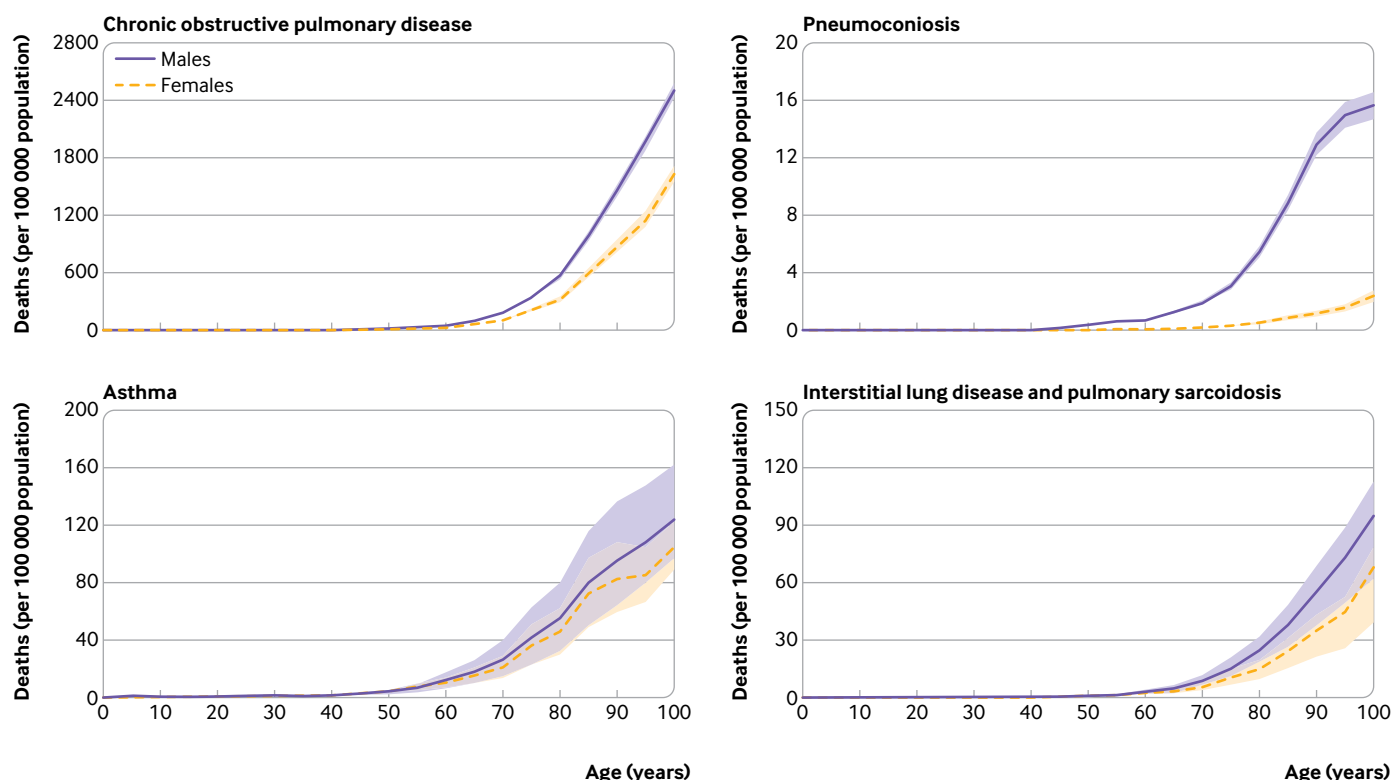 Chronic obstructive pulmonary disease
Deaths (per 100 000 population)
2800
2400
1800
1200
600
0
Males
Females
Pneumoconiosis
Deaths (per 100 000 population)
20
16
12
8
4
0
Asthma
Deaths (per 100 000 population)
200
160
120
80
40
0
0 10 20 30 40 50 60 70 80 90 100
Age (years)
Interstitial lung disease and pulmonary sarcoidosis
Deaths (per 100 000 population)
150
120
90
60
30
0
0 10 20 30 40 50 60 70 80 90 100
Age (years)